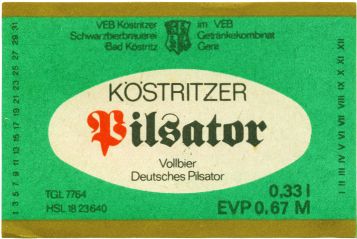 VEB Köstritzer
Schwarzbierbrauerei
Bad Köstritz
im VEB
Getränkekombinat
Gera
KÖSTRITZER
Pilsator
Vollbier
Deutsches Pilsator
TGL 7764
HSL 18 23 640
0,33 l
EVP 0.67 M
1 3 5 7 9 11 13 15 17 19 21 23 25 27 29 31
I II III IV V VI VII VIII IX X XI XII